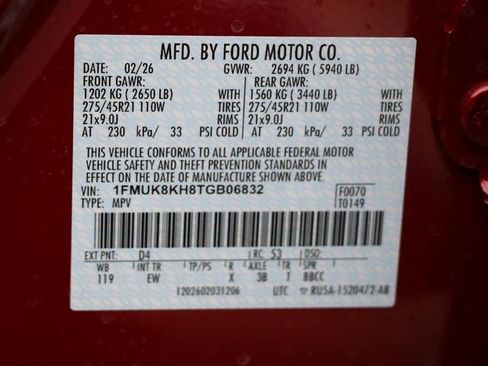 MFD. BY FORD MOTOR CO.
DATE: 02/26 GVWR: 2694 KG ( 5940 LB)
FRONT GAWR: REAR GAWR:
1202 KG ( 2650 LB) WITH 1560 KG ( 3440 LB) WITH
275/45R21 110W TIRES 275/45R21 110W TIRES
21x9.0J RIMS 21x9.0J RIMS
AT 230 kPa/ 33 PSI COLD AT 230 kPa/ 33 PSI COLD
THIS VEHICLE CONFORMS TO ALL APPLICABLE FEDERAL MOTOR
VEHICLE SAFETY AND THEFT PREVENTION STANDARDS IN
EFFECT ON THE DATE OF MANUFACTURE SHOWN ABOVE.
VIN: 1FMUK8KH8TGB06832 F0070
TYPE: MPV T0149
EXT PNT: D4 RC: 53 DSO:
WB INT TR TP/PS R AXLE TR SPR
119 EW X 3B T BBCC
1202602031206 UTC RU5A-1520472-AB